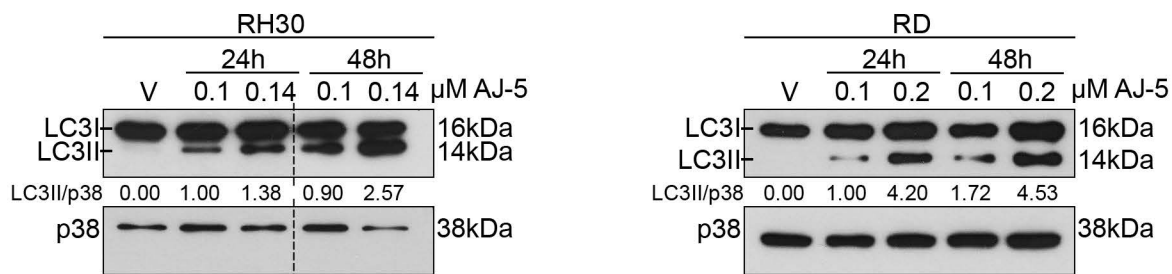 RH30
24h 48h
V 0.1 0.14 0.1 0.14 µM AJ-5
LC3I 16kDa
LC3II 14kDa
LC3II/p38 0.00 1.00 1.38 0.90 2.57
p38 38kDa
RD
24h 48h
V 0.1 0.2 0.1 0.2 µM AJ-5
LC3I 16kDa
LC3II 14kDa
LC3II/p38 0.00 1.00 4.20 1.72 4.53
p38 38kDa